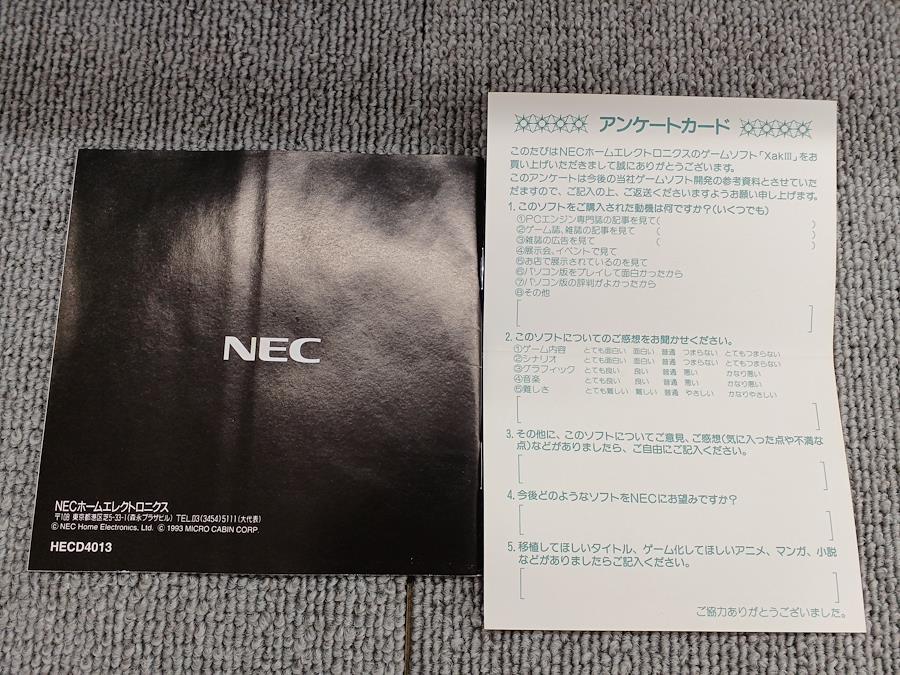 NEC
NECホームエレクトロニクス
〒108 東京都港区芝5-33-1(森永プラザビル) TEL.03(3454)5111(大代表)
© NEC Home Electronics, Ltd. © 1993 MICRO CABIN CORP.
HECD4013
アンケートカード
このたびはNECホームエレクトロニクスのゲームソフト「XakⅢ」をお
買い上げいただきまして誠にありがとうございます。
このアンケートは今後の当社ゲームソフト開発の参考資料とさせていた
だきますので、ご記入の上、ご返送くださいますようお願い申し上げます。
1. このソフトをご購入された動機は何ですか？(いくつでも)
①PCエンジン専門誌の記事を見て( )
②ゲーム誌、雑誌の記事を見て( )
③雑誌の広告を見て( )
④展示会、イベントで見て
⑤お店で展示されているのを見て
⑥パソコン版をプレイして面白かったから
⑦パソコン版の評判がよかったから
⑧その他
[ ]
2. このソフトについてのご感想をお聞かせください。
①ゲーム内容 とても面白い 面白い 普通 つまらない とてもつまらない
②シナリオ とても面白い 面白い 普通 つまらない とてもつまらない
③グラフィック とても良い 良い 普通 悪い かなり悪い
④音楽 とても良い 良い 普通 悪い かなり悪い
⑤難しさ とても難しい 難しい 普通 やさしい かなりやさしい
[ ]
3. その他に、このソフトについてご意見、ご感想(気に入った点や不満な
点)などがありましたら、ご自由にご記入ください。
[ ]
4. 今後どのようなソフトをNECにお望みですか？
[ ]
5. 移植してほしいタイトル、ゲーム化してほしいアニメ、マンガ、小説
などがありましたらご記入ください。
[ ]
ご協力ありがとうございました。